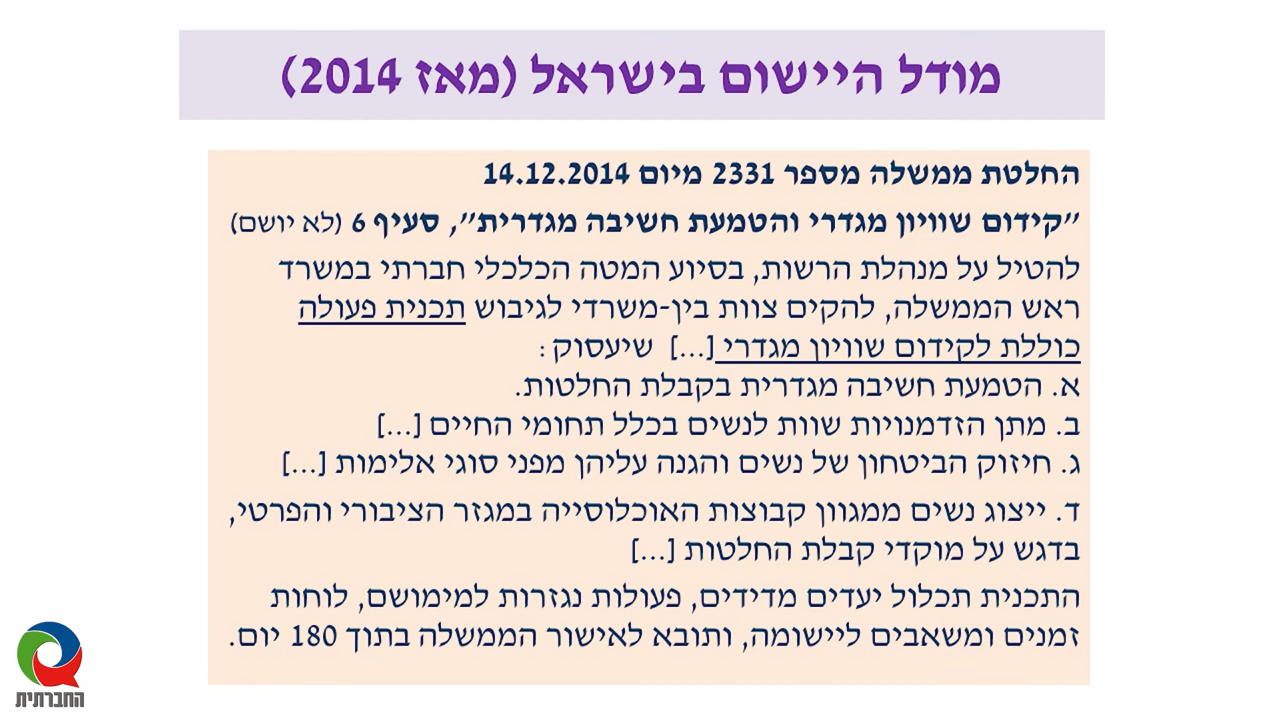 מודל היישום בישראל (מאז 2014)
החלטת ממשלה מספר 2331 מיום 14.12.2014
"קידום שוויון מגדרי והטמעת חשיבה מגדרית", סעיף 6 (לא יושם)
להטיל על מנהלת הרשות, בסיוע המטה הכלכלי חברתי במשרד
ראש הממשלה, להקים צוות בין-משרדי לגיבוש תכנית פעולה
כוללת לקידום שוויון מגדרי [...] שיעסוק:
א. הטמעת חשיבה מגדרית בקבלת החלטות.
ב. מתן הזדמנויות שוות לנשים בכלל תחומי החיים [...]
ג. חיזוק הביטחון של נשים והגנה עליהן מפני סוגי אלימות [...]
ד. ייצוג נשים ממגוון קבוצות האוכלוסייה במגזר הציבורי והפרטי,
בדגש על מוקדי קבלת החלטות [...]
התכנית תכלול יעדים מדידים, פעולות נגזרות למימושם, לוחות
זמנים ומשאבים ליישומה, ותובא לאישור הממשלה בתוך 180 יום.
החברתית